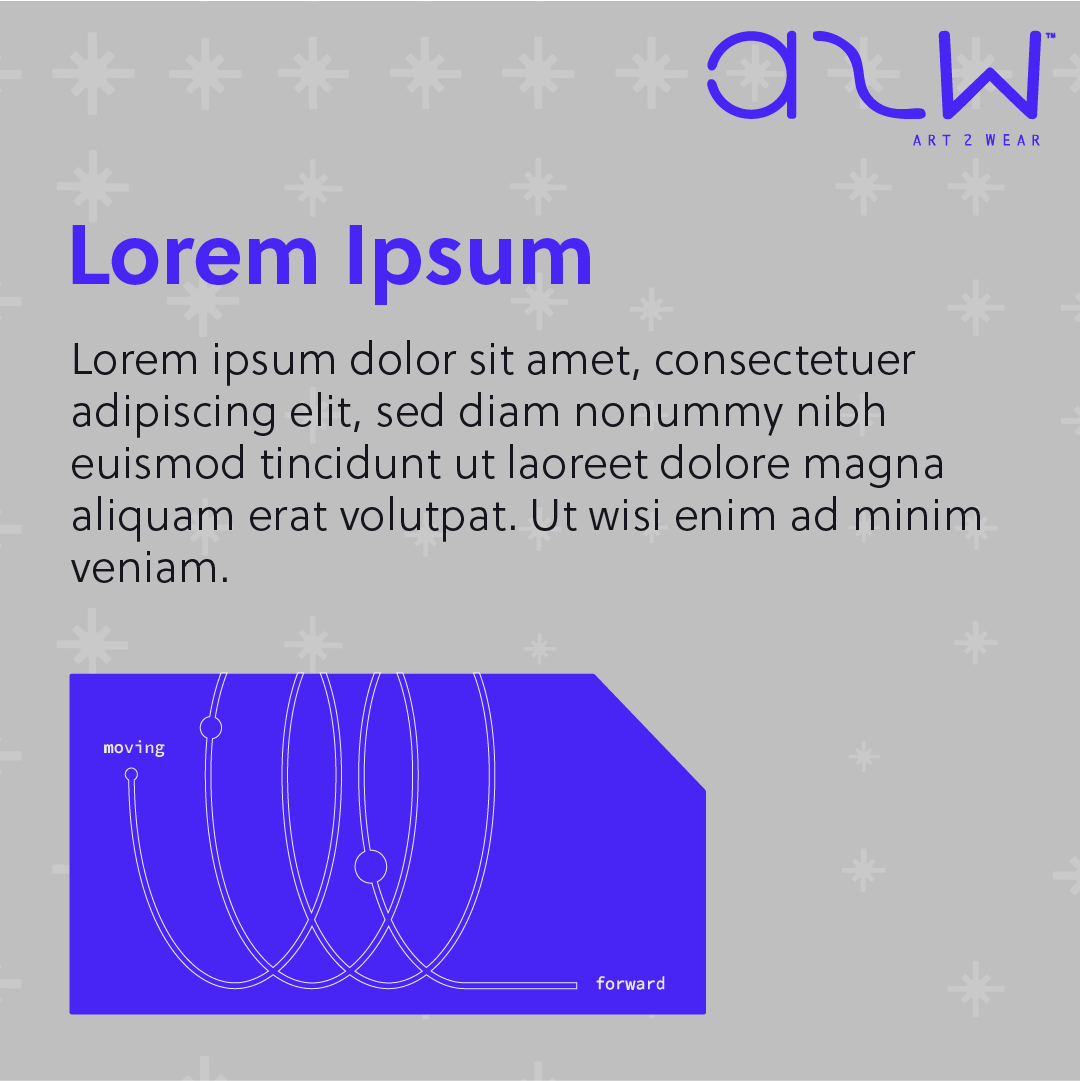 a2w™
ART 2 WEAR
Lorem Ipsum
Lorem ipsum dolor sit amet, consectetuer
adipiscing elit, sed diam nonummy nibh
euismod tincidunt ut laoreet dolore magna
aliquam erat volutpat. Ut wisi enim ad minim
veniam.
moving
forward